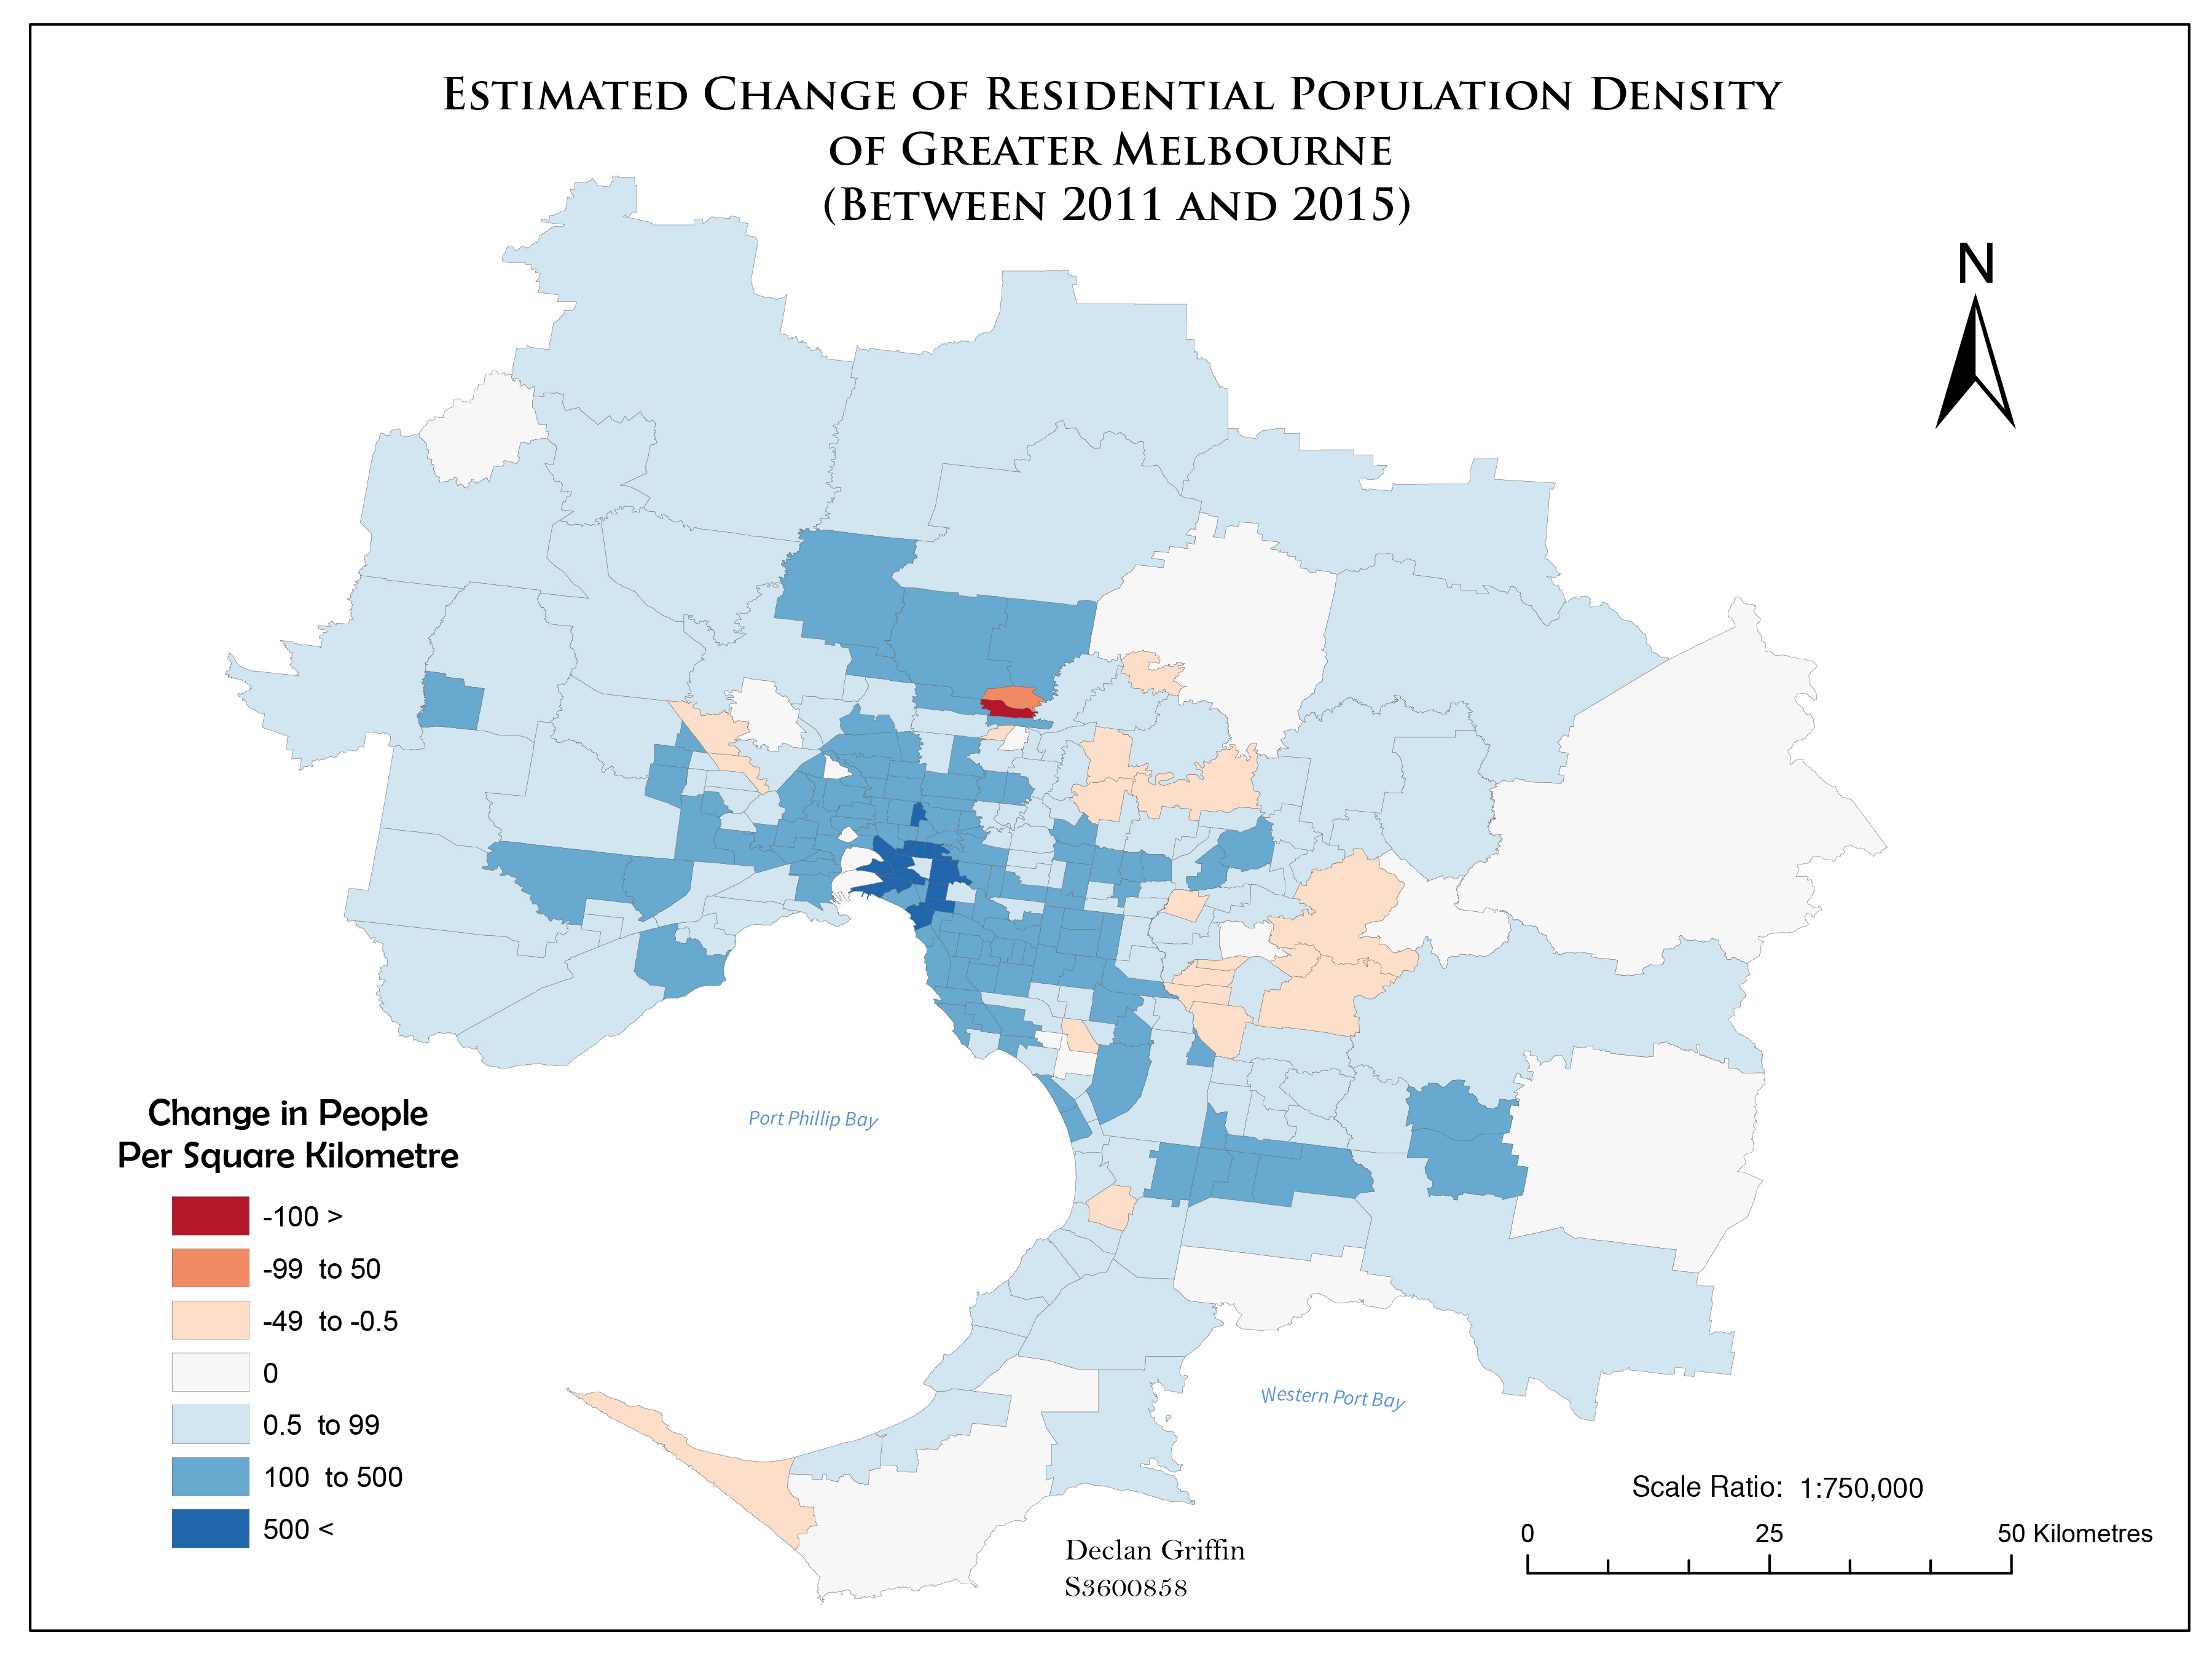 Estimated Change of Residential Population Density
of Greater Melbourne
(Between 2011 and 2015)
N
Port Phillip Bay
Change in People
Per Square Kilometre
-100 >
-99 to 50
-49 to -0.5
0
0.5 to 99
100 to 500
500 <
Western Port Bay
Scale Ratio: 1:750,000
0 25 50 Kilometres
Declan Griffin
S3600858